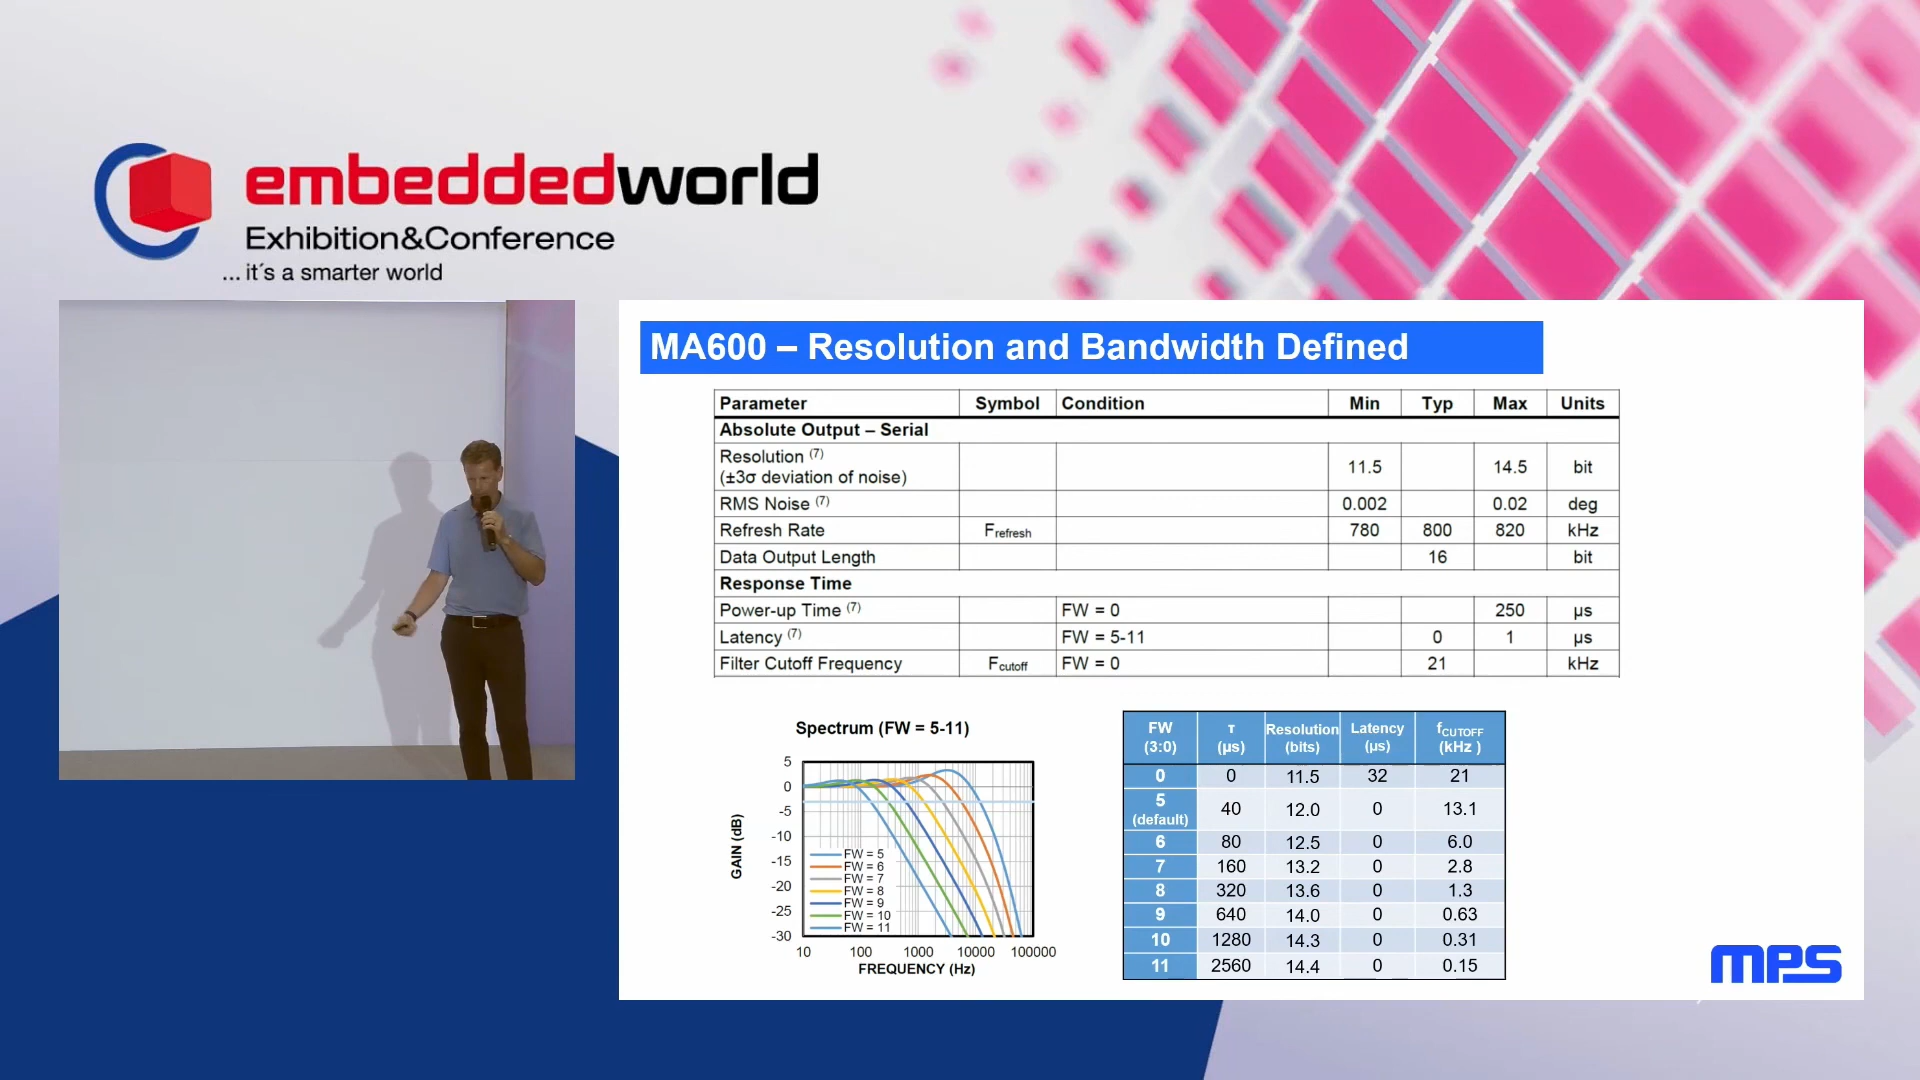 embeddedworld
Exhibition&Conference
... it´s a smarter world
MA600 – Resolution and Bandwidth Defined
Parameter Symbol Condition Min Typ Max Units
Absolute Output – Serial
Resolution (7)
(±3σ deviation of noise) 11.5 14.5 bit
RMS Noise (7) 0.002 0.02 deg
Refresh Rate Frefresh 780 800 820 kHz
Data Output Length 16 bit
Response Time
Power-up Time (7) FW = 0 250 µs
Latency (7) FW = 5-11 0 1 µs
Filter Cutoff Frequency Fcutoff FW = 0 21 kHz
Spectrum (FW = 5-11)
GAIN (dB)
5
0
-5
-10
-15
-20
-25
-30
FW = 5
FW = 6
FW = 7
FW = 8
FW = 9
FW = 10
FW = 11
10 100 1000 10000 100000
FREQUENCY (Hz)
FW τ Resolution Latency fCUTOFF
(3:0) (µs) (bits) (µs) (kHz )
0 0 11.5 32 21
5
(default) 40 12.0 0 13.1
6 80 12.5 0 6.0
7 160 13.2 0 2.8
8 320 13.6 0 1.3
9 640 14.0 0 0.63
10 1280 14.3 0 0.31
11 2560 14.4 0 0.15
mps